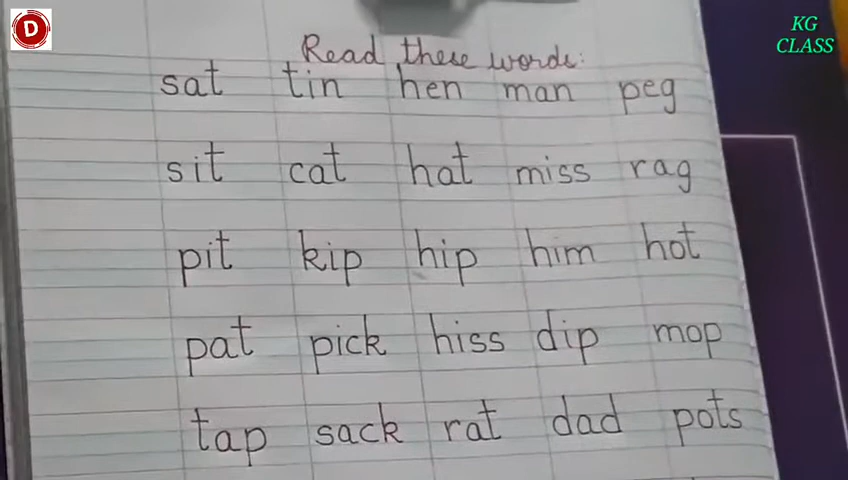 D
KG
CLASS
Read these words:
sat tin hen man peg
sit cat hat miss rag
pit kip hip him hot
pat pick hiss dip mop
tap sack rat dad pots